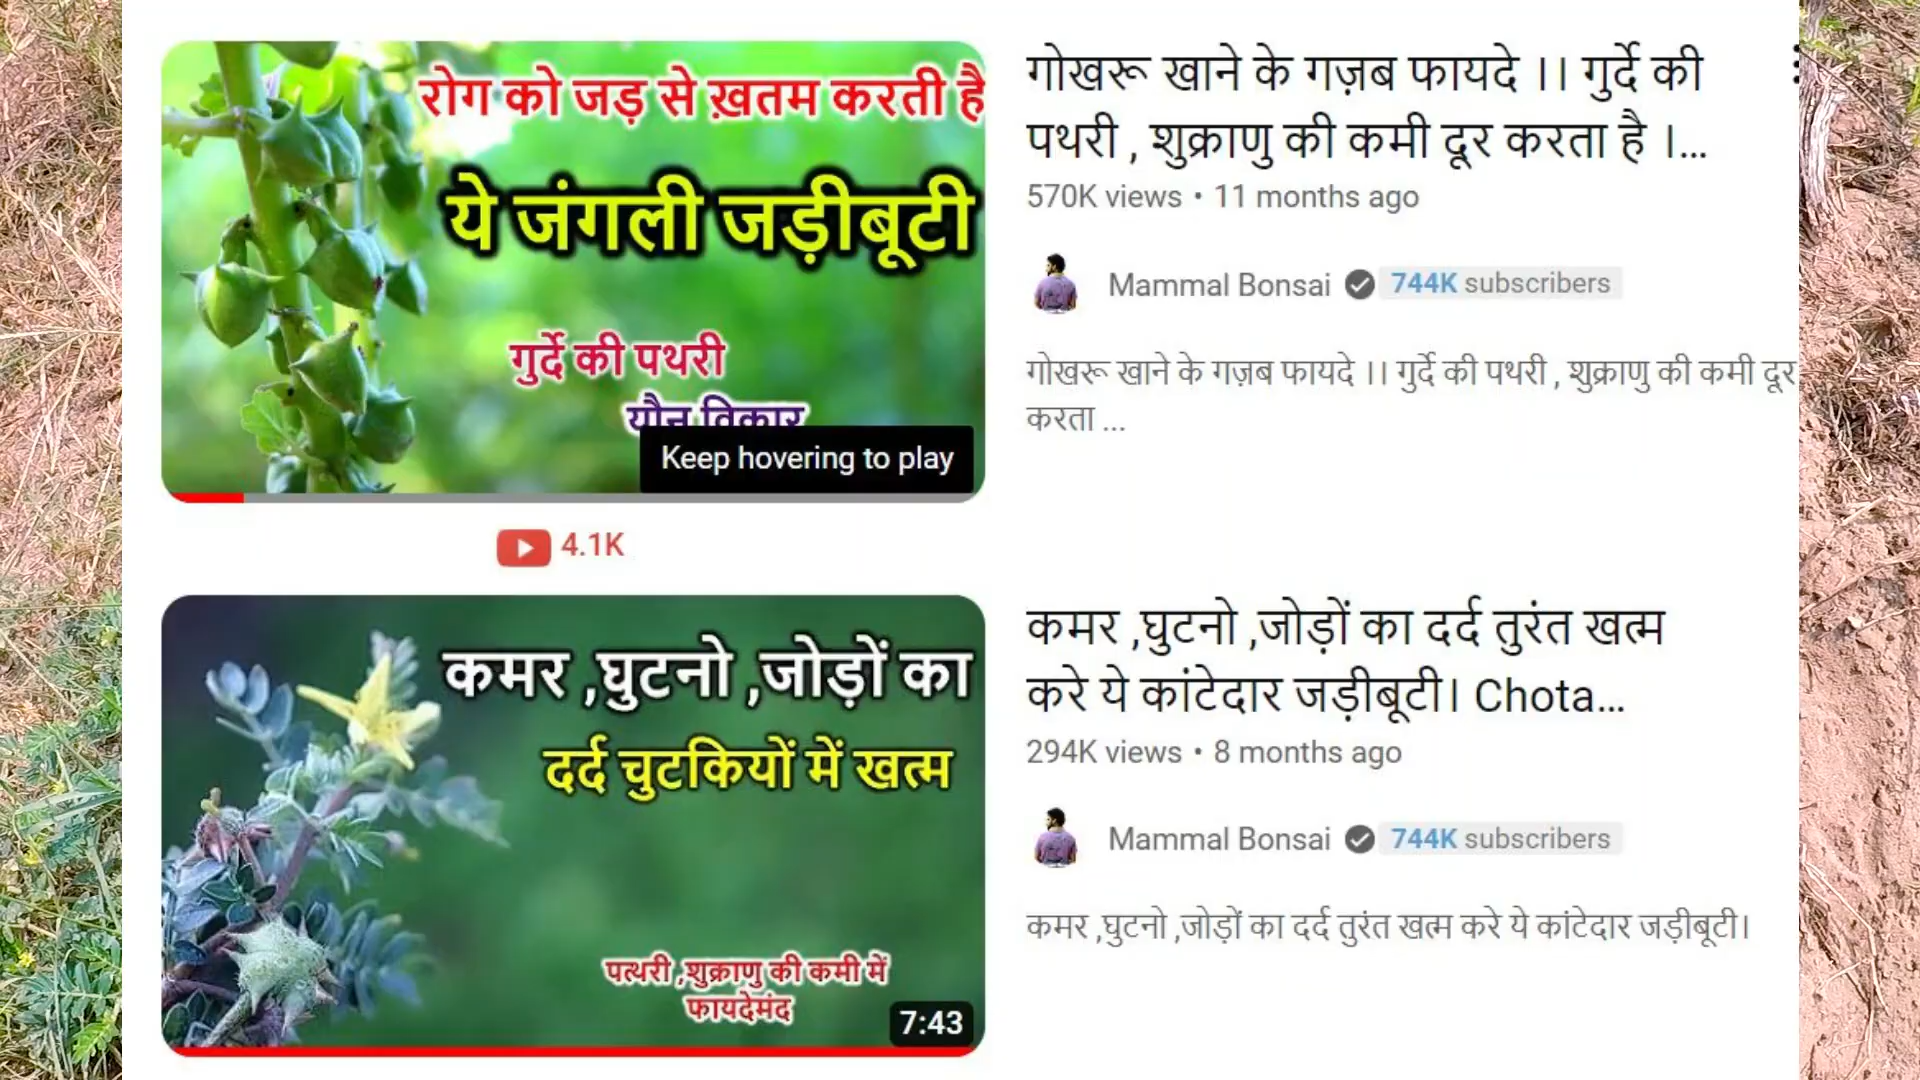 रोग को जड़ से ख़तम करती है
ये जंगली जड़ीबूटी
गुर्दे की पथरी
यौन विकार
Keep hovering to play
गोखरू खाने के गज़ब फायदे ।। गुर्दे की
पथरी , शुक्राणु की कमी दूर करता है ।...
570K views • 11 months ago
Mammal Bonsai 744K subscribers
गोखरू खाने के गज़ब फायदे ।। गुर्दे की पथरी , शुक्राणु की कमी दूर
करता ...
4.1K
कमर ,घुटनो ,जोड़ों का
दर्द चुटकियों में खत्म
पत्थरी ,शुक्राणु की कमी में
फायदेमंद
7:43
कमर ,घुटनो ,जोड़ों का दर्द तुरंत खत्म
करे ये कांटेदार जड़ीबूटी। Chota...
294K views • 8 months ago
Mammal Bonsai 744K subscribers
कमर ,घुटनो ,जोड़ों का दर्द तुरंत खत्म करे ये कांटेदार जड़ीबूटी।